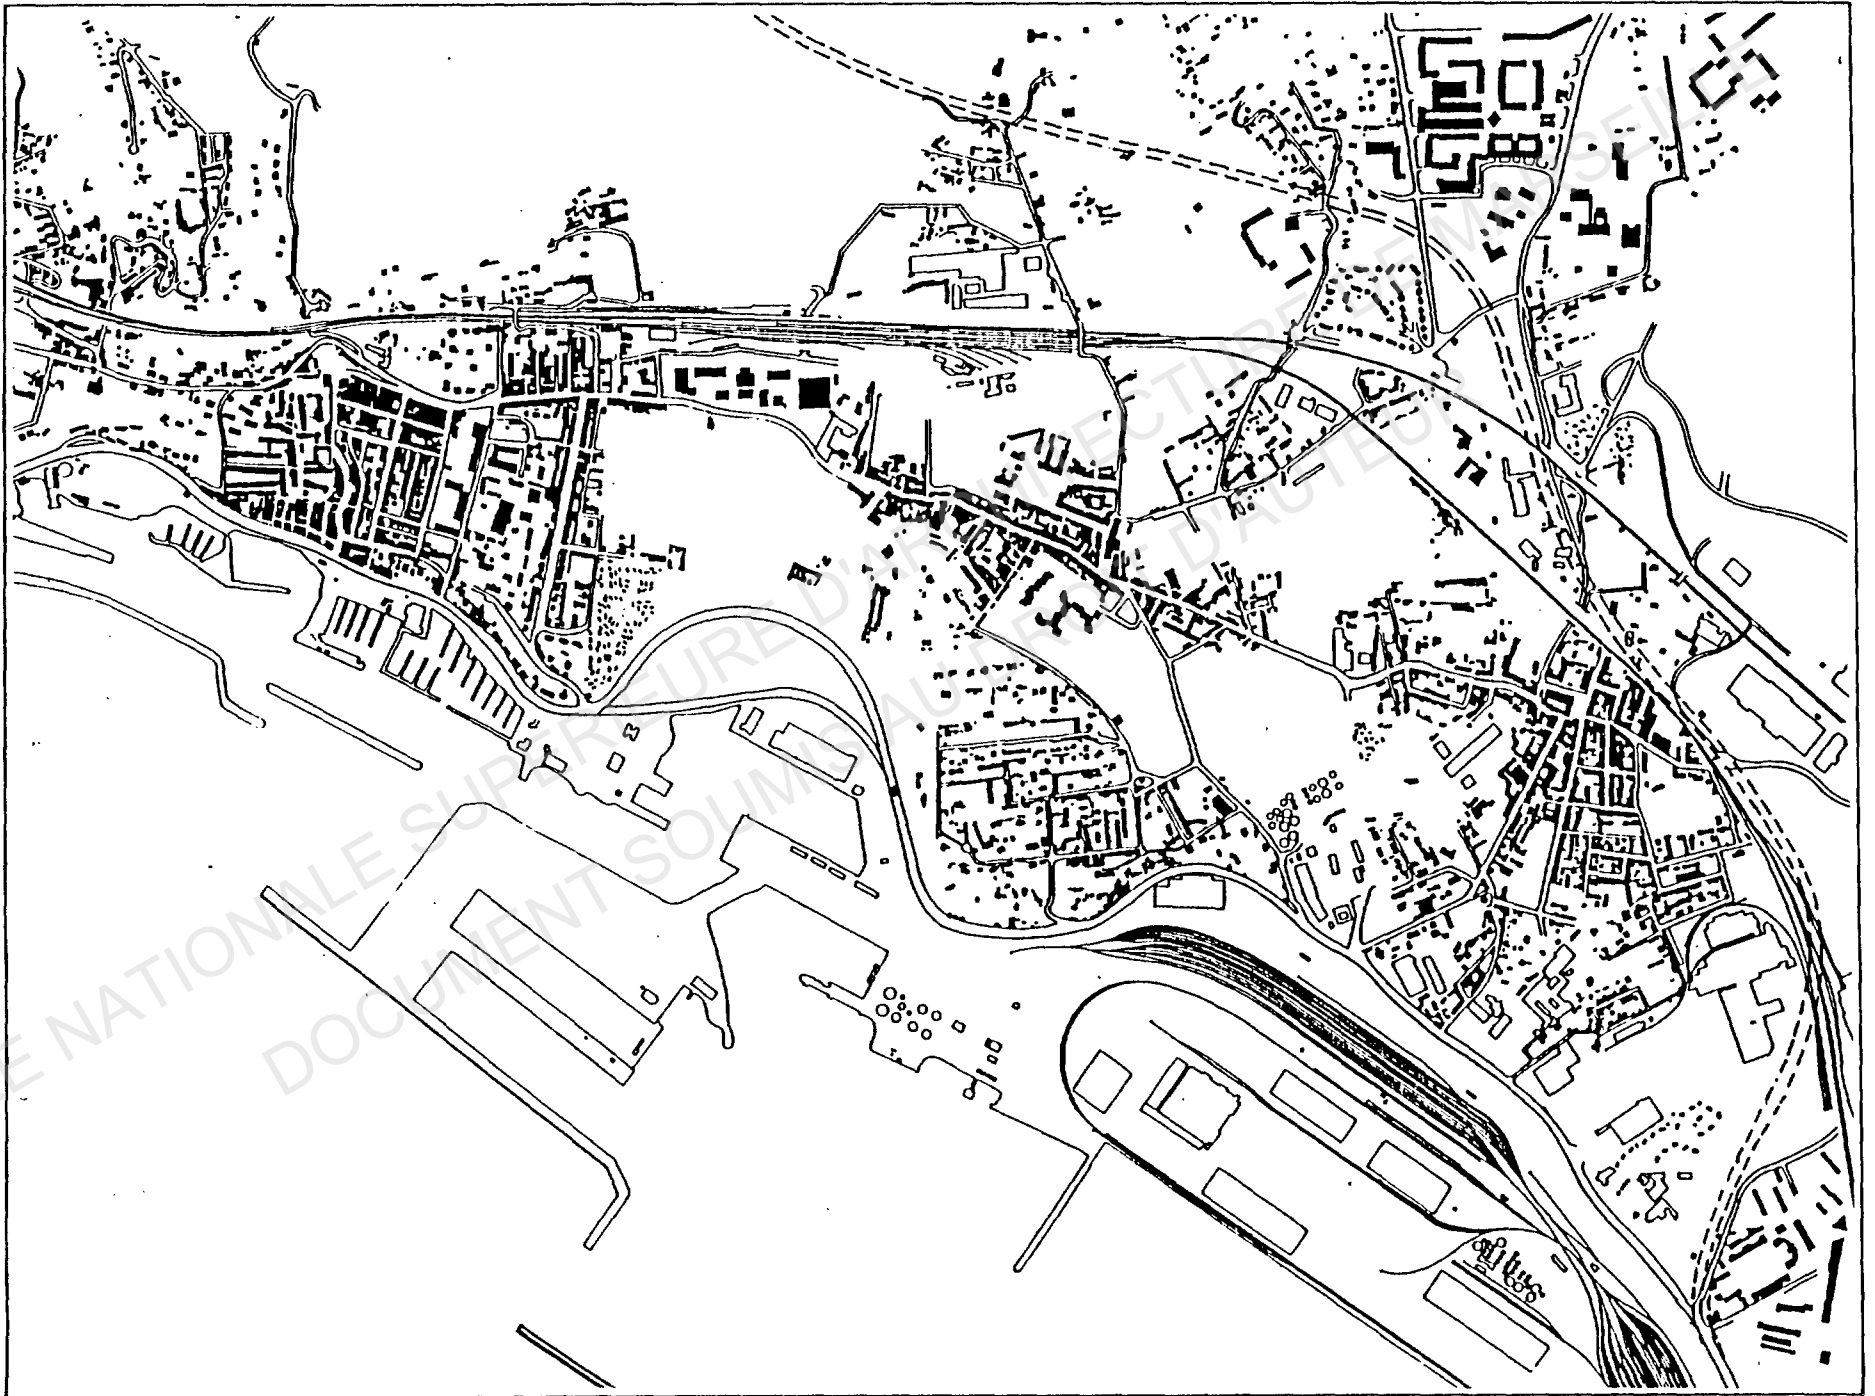 E NATIONALE SUPERIEURE D'ARCHITECTURE DE MARSEILLE
DOCUMENT SOUMIS AU DROIT D'AUTEUR